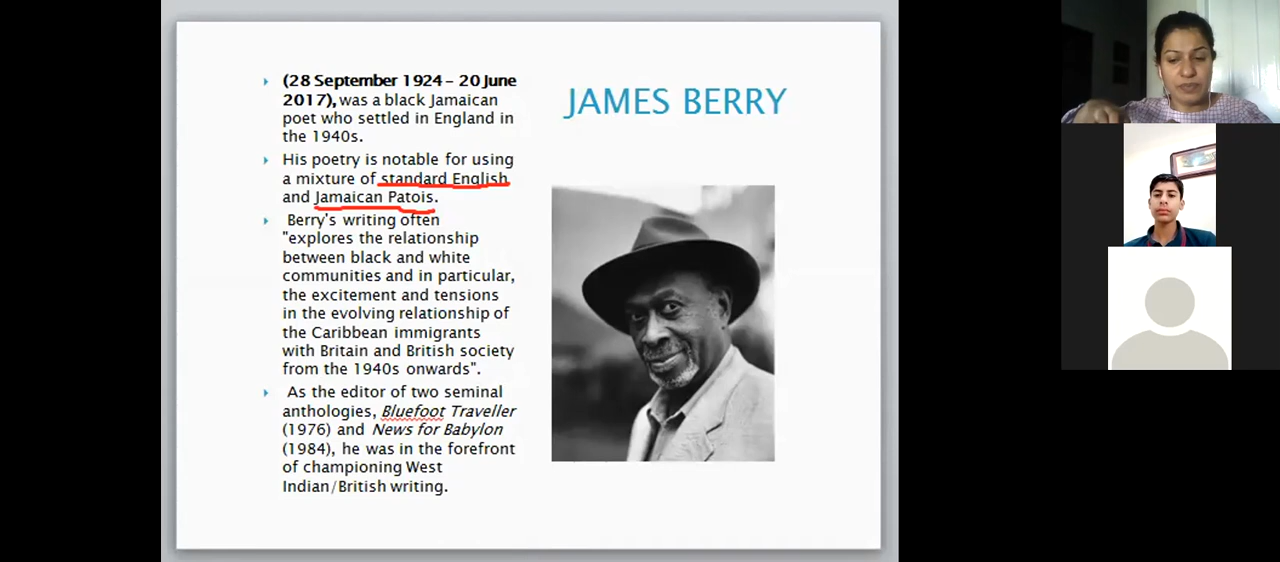 (28 September 1924 – 20 June
2017), was a black Jamaican
poet who settled in England in
the 1940s.
His poetry is notable for using
a mixture of standard English
and Jamaican Patois.
Berry's writing often
"explores the relationship
between black and white
communities and in particular,
the excitement and tensions
in the evolving relationship of
the Caribbean immigrants
with Britain and British society
from the 1940s onwards".
As the editor of two seminal
anthologies, Bluefoot Traveller
(1976) and News for Babylon
(1984), he was in the forefront
of championing West
Indian/British writing.
JAMES BERRY